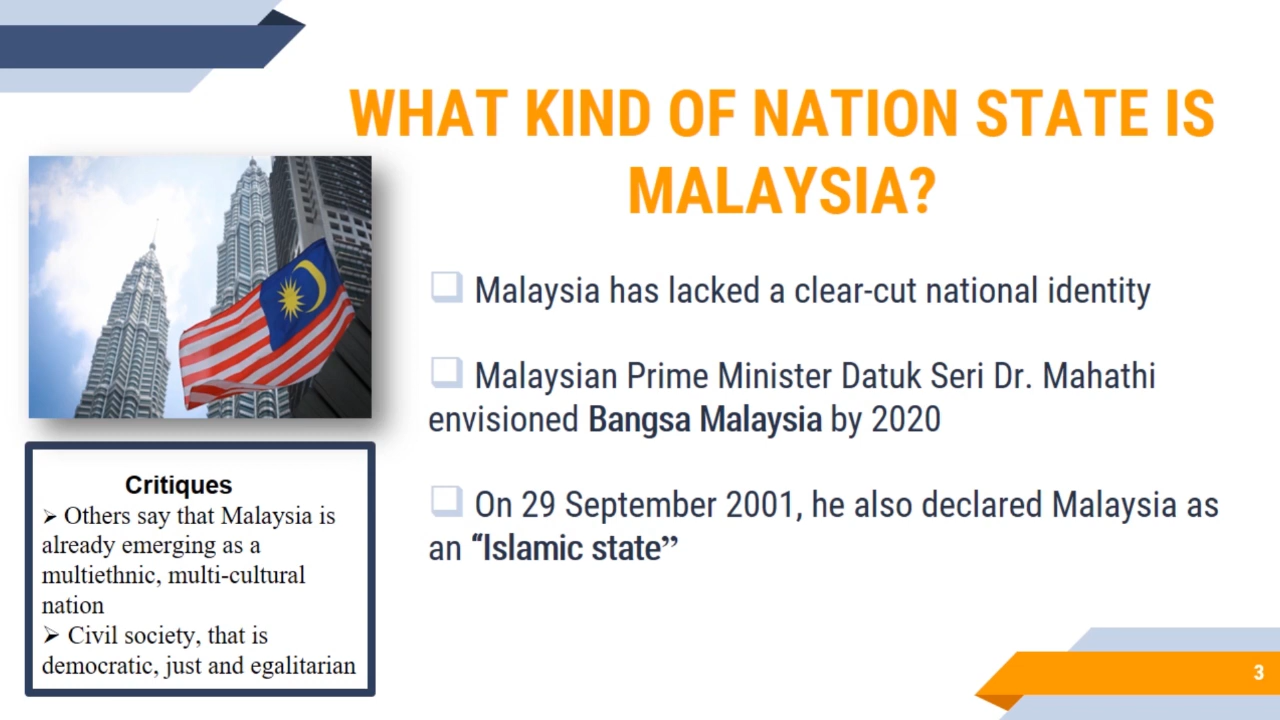 WHAT KIND OF NATION STATE IS
MALAYSIA?
Malaysia has lacked a clear-cut national identity
Malaysian Prime Minister Datuk Seri Dr. Mahathi
envisioned Bangsa Malaysia by 2020
On 29 September 2001, he also declared Malaysia as
an “Islamic state”
Critiques
Others say that Malaysia is
already emerging as a
multiethnic, multi-cultural
nation
Civil society, that is
democratic, just and egalitarian
3